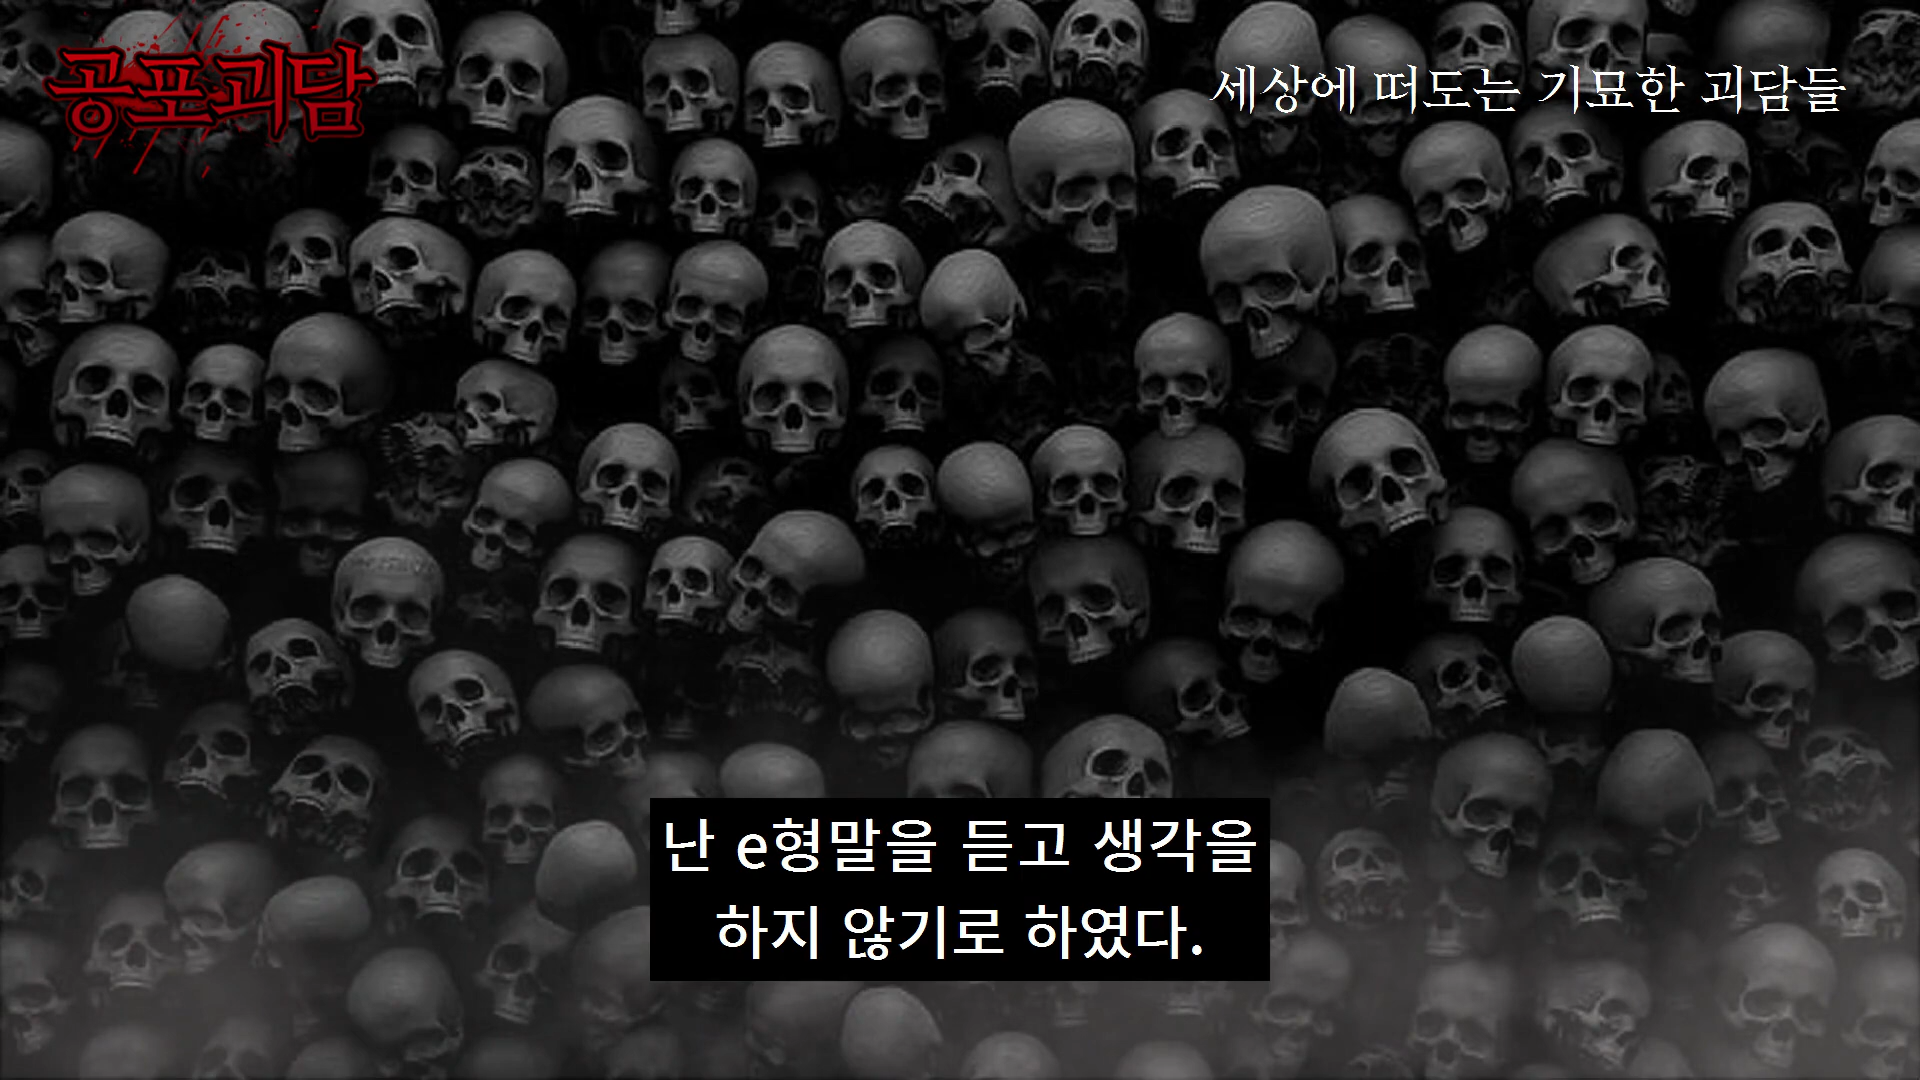 공포괴담
세상에 떠도는 기묘한 괴담들
난 e형말을 듣고 생각을
하지 않기로 하였다.